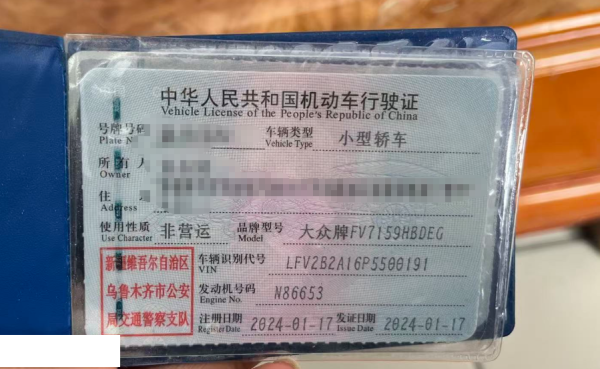 中华人民共和国机动车行驶证
Vehicle License of the People's Republic of China
号牌号码 车辆类型 小型轿车
Plate N Vehicle Type
所有人
Owner
住
Address
使用性质 非营运 品牌型号 大众牌FV7159HBDEG
Use Character Model
新疆维吾尔自治区 车辆识别代号 LFV2B2A16P5500191
VIN
乌鲁木齐市公安 发动机号码 N86653
Engine No.
局交通警察支队 注册日期 2024-01-17 发证日期 2024-01-17
Register Date Issue Date